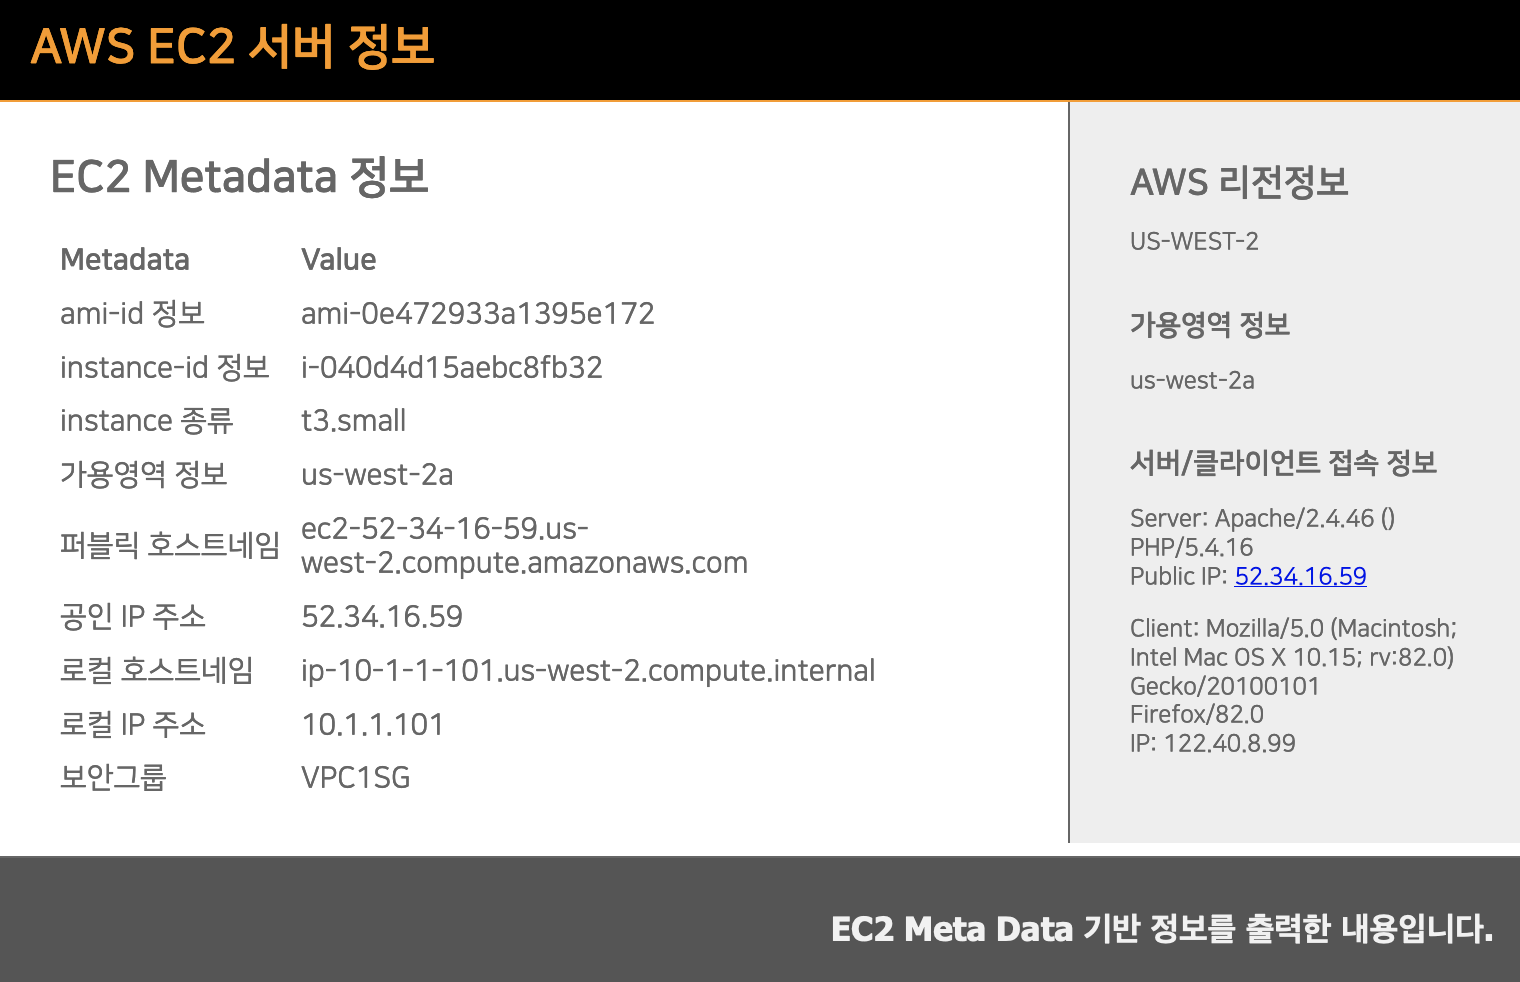 AWS EC2 서버 정보
EC2 Metadata 정보
Metadata Value
ami-id 정보 ami-0e472933a1395e172
instance-id 정보 i-040d4d15aebc8fb32
instance 종류 t3.small
가용영역 정보 us-west-2a
퍼블릭 호스트네임 ec2-52-34-16-59.us-
west-2.compute.amazonaws.com
공인 IP 주소 52.34.16.59
로컬 호스트네임 ip-10-1-1-101.us-west-2.compute.internal
로컬 IP 주소 10.1.1.101
보안그룹 VPC1SG
AWS 리전정보
US-WEST-2
가용영역 정보
us-west-2a
서버/클라이언트 접속 정보
Server: Apache/2.4.46 ()
PHP/5.4.16
Public IP: 52.34.16.59
Client: Mozilla/5.0 (Macintosh;
Intel Mac OS X 10.15; rv:82.0)
Gecko/20100101
Firefox/82.0
IP: 122.40.8.99
EC2 Meta Data 기반 정보를 출력한 내용입니다.